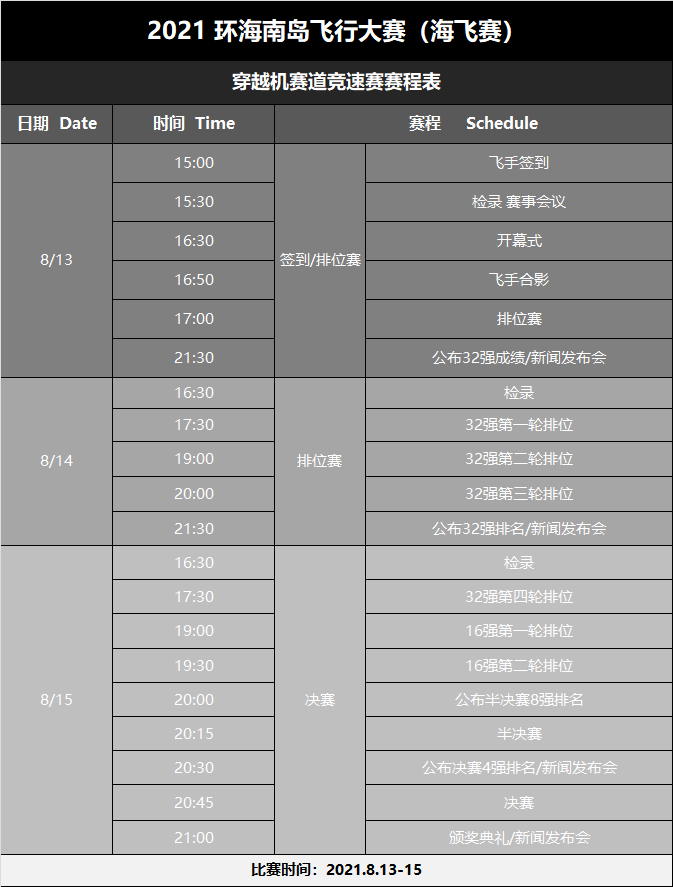 2021 环海南岛飞行大赛（海飞赛）
穿越机赛道竞速赛赛程表
日期 Date 时间 Time 赛程 Schedule
8/13 签到/排位赛
15:00 飞手签到
15:30 检录 赛事会议
16:30 开幕式
16:50 飞手合影
17:00 排位赛
21:30 公布32强成绩/新闻发布会
8/14 排位赛
16:30 检录
17:30 32强第一轮排位
19:00 32强第二轮排位
20:00 32强第三轮排位
21:30 公布32强排名/新闻发布会
8/15 决赛
16:30 检录
17:30 32强第四轮排位
19:00 16强第一轮排位
19:30 16强第二轮排位
20:00 公布半决赛8强排名
20:15 半决赛
20:30 公布决赛4强排名/新闻发布会
20:45 决赛
21:00 颁奖典礼/新闻发布会
比赛时间：2021.8.13-15